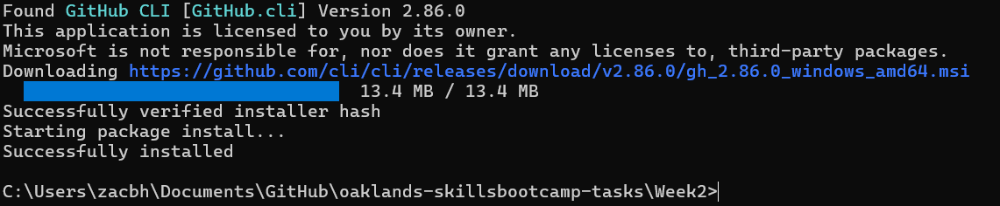 Found GitHub CLI [GitHub.cli] Version 2.86.0
This application is licensed to you by its owner.
Microsoft is not responsible for, nor does it grant any licenses to, third-party packages.
Downloading https://github.com/cli/cli/releases/download/v2.86.0/gh_2.86.0_windows_amd64.msi
13.4 MB / 13.4 MB
Successfully verified installer hash
Starting package install...
Successfully installed
C:\Users\zacbh\Documents\GitHub\oaklands-skillsbootcamp-tasks\Week2>